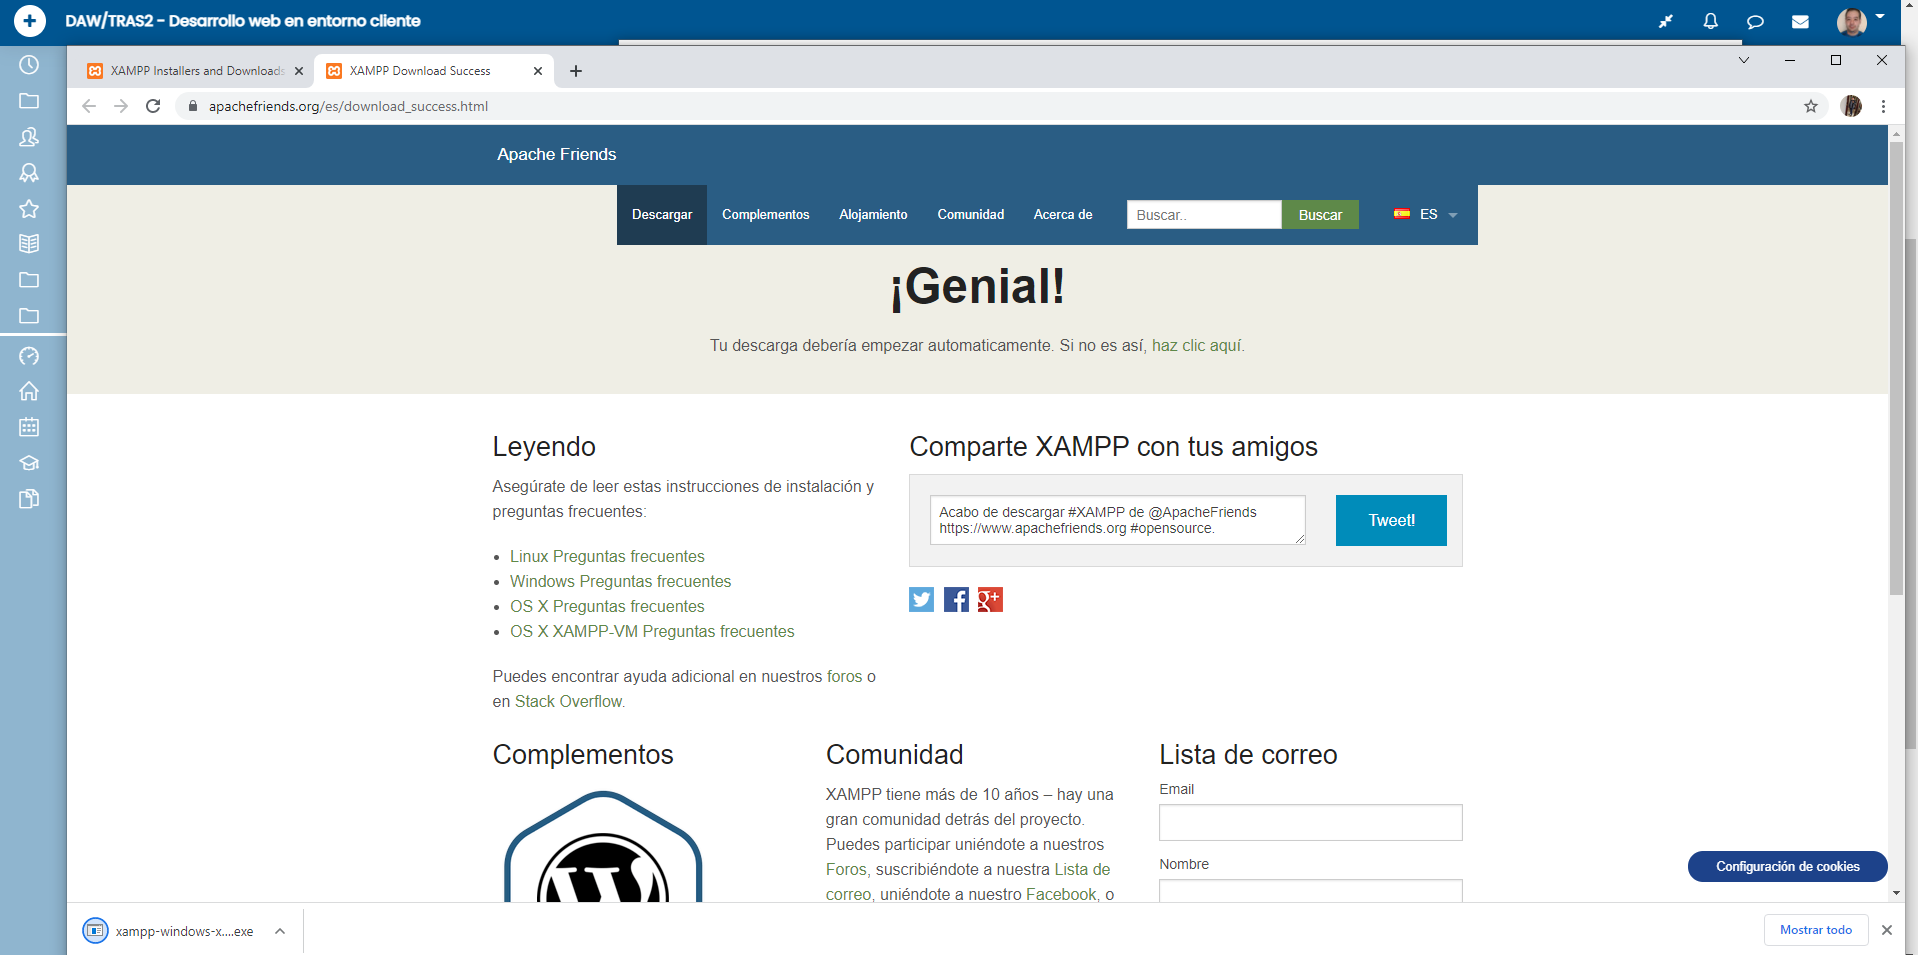 DAW/TRAS2 - Desarrollo web en entorno cliente
XAMPP Installers and Downloads
XAMPP Download Success
apachefriends.org/es/download_success.html
Apache Friends
Descargar
Complementos
Alojamiento
Comunidad
Acerca de
Buscar..
Buscar
ES
¡Genial!
Tu descarga debería empezar automaticamente. Si no es así, haz clic aquí.
Leyendo
Asegúrate de leer estas instrucciones de instalación y
preguntas frecuentes:
• Linux Preguntas frecuentes
• Windows Preguntas frecuentes
• OS X Preguntas frecuentes
• OS X XAMPP-VM Preguntas frecuentes
Puedes encontrar ayuda adicional en nuestros foros o
en Stack Overflow.
Comparte XAMPP con tus amigos
Acabo de descargar #XAMPP de @ApacheFriends
https://www.apachefriends.org #opensource.
Tweet!
Complementos
Comunidad
XAMPP tiene más de 10 años – hay una
gran comunidad detrás del proyecto.
Puedes participar uniéndote a nuestros
Foros, suscribiéndote a nuestra Lista de
correo, uniéndote a nuestro Facebook, o
Lista de correo
Email
Nombre
Configuración de cookies
xampp-windows-x....exe
Mostrar todo